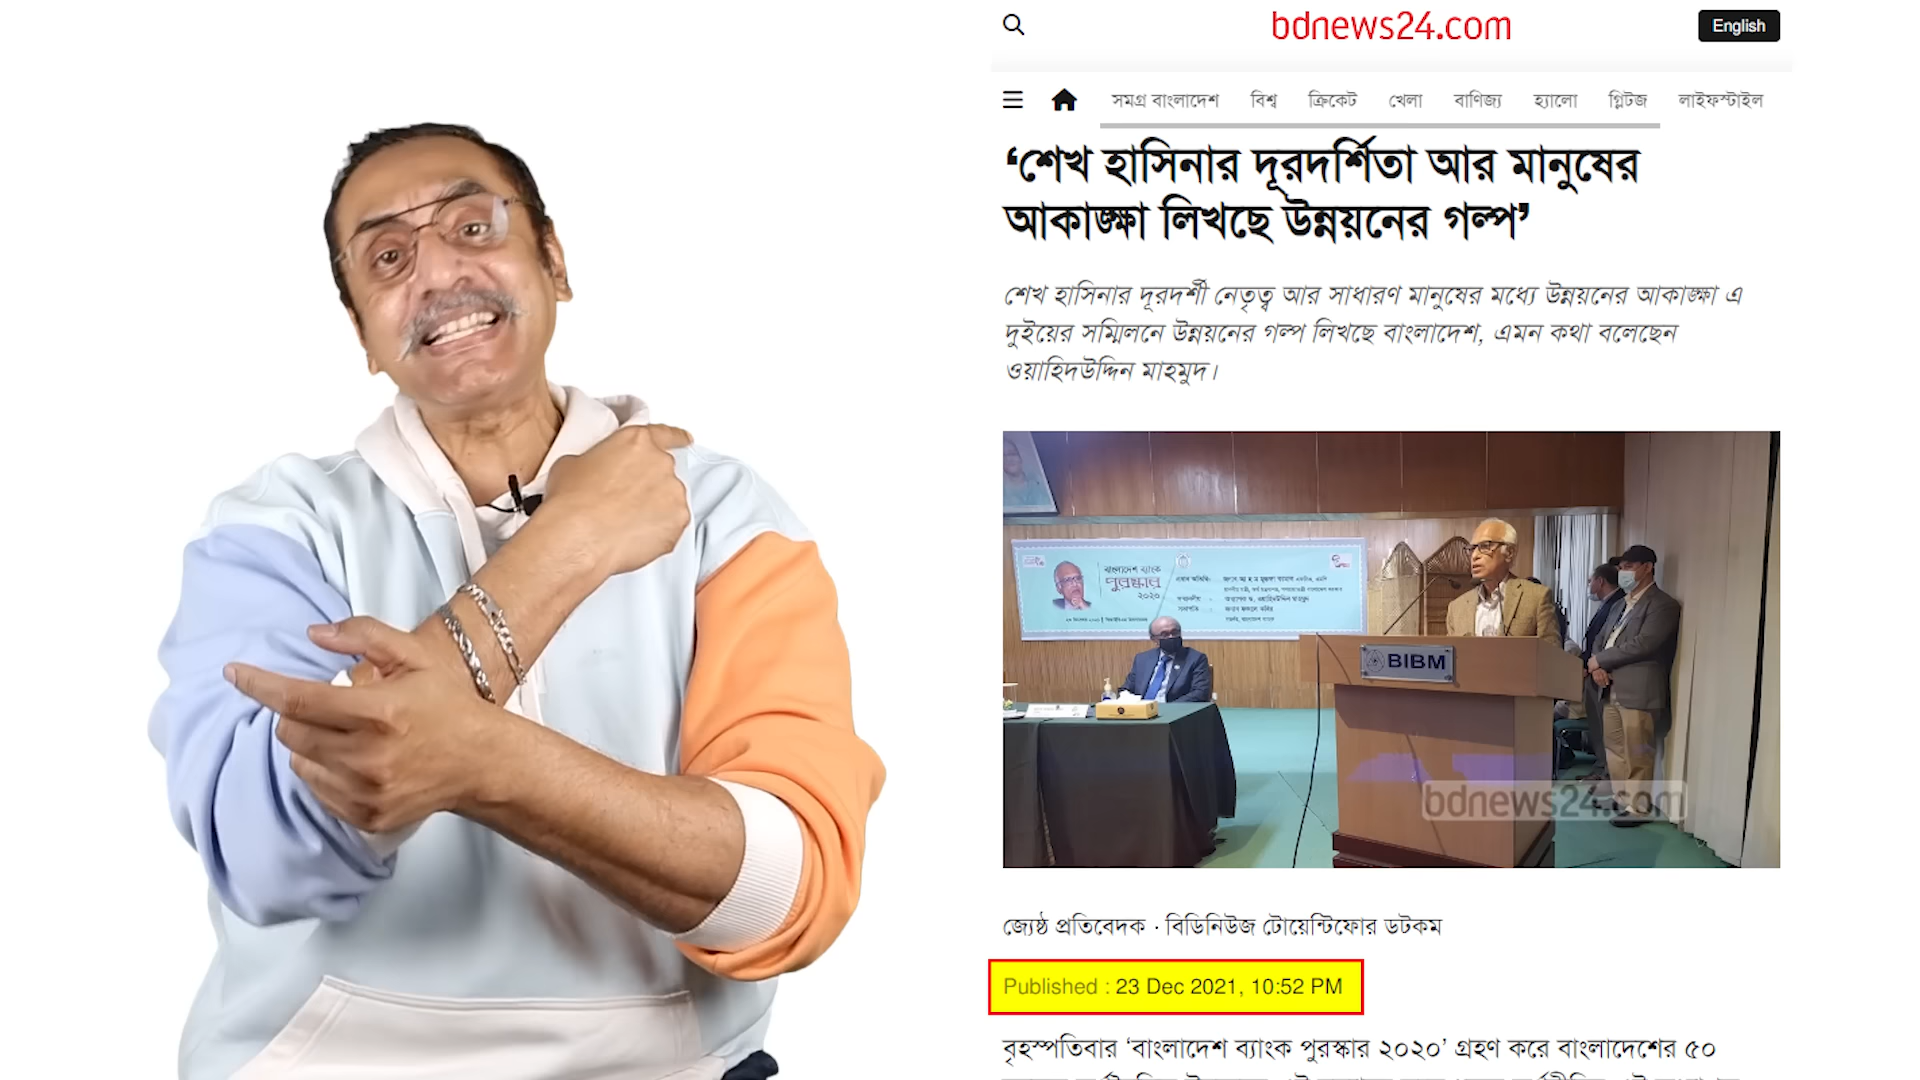 bdnews24.com
English
সমগ্র বাংলাদেশ বিশ্ব ক্রিকেট খেলা বাণিজ্য হ্যালো গ্লিটজ লাইফস্টাইল
‘শেখ হাসিনার দূরদর্শিতা আর মানুষের
আকাঙ্ক্ষা লিখছে উন্নয়নের গল্প’
শেখ হাসিনার দূরদর্শী নেতৃত্ব আর সাধারণ মানুষের মধ্যে উন্নয়নের আকাঙ্ক্ষা এ
দুইয়ের সম্মিলনে উন্নয়নের গল্প লিখছে বাংলাদেশ, এমন কথা বলেছেন
ওয়াহিদউদ্দিন মাহমুদ।
বাংলাদেশ ব্যাংক
পুরস্কার
২০২০
BIBM
bdnews24.com
জ্যেষ্ঠ প্রতিবেদক · বিডিনিউজ টোয়েন্টিফোর ডটকম
Published : 23 Dec 2021, 10:52 PM
বৃহস্পতিবার ‘বাংলাদেশ ব্যাংক পুরস্কার ২০২০’ গ্রহণ করে বাংলাদেশের ৫০